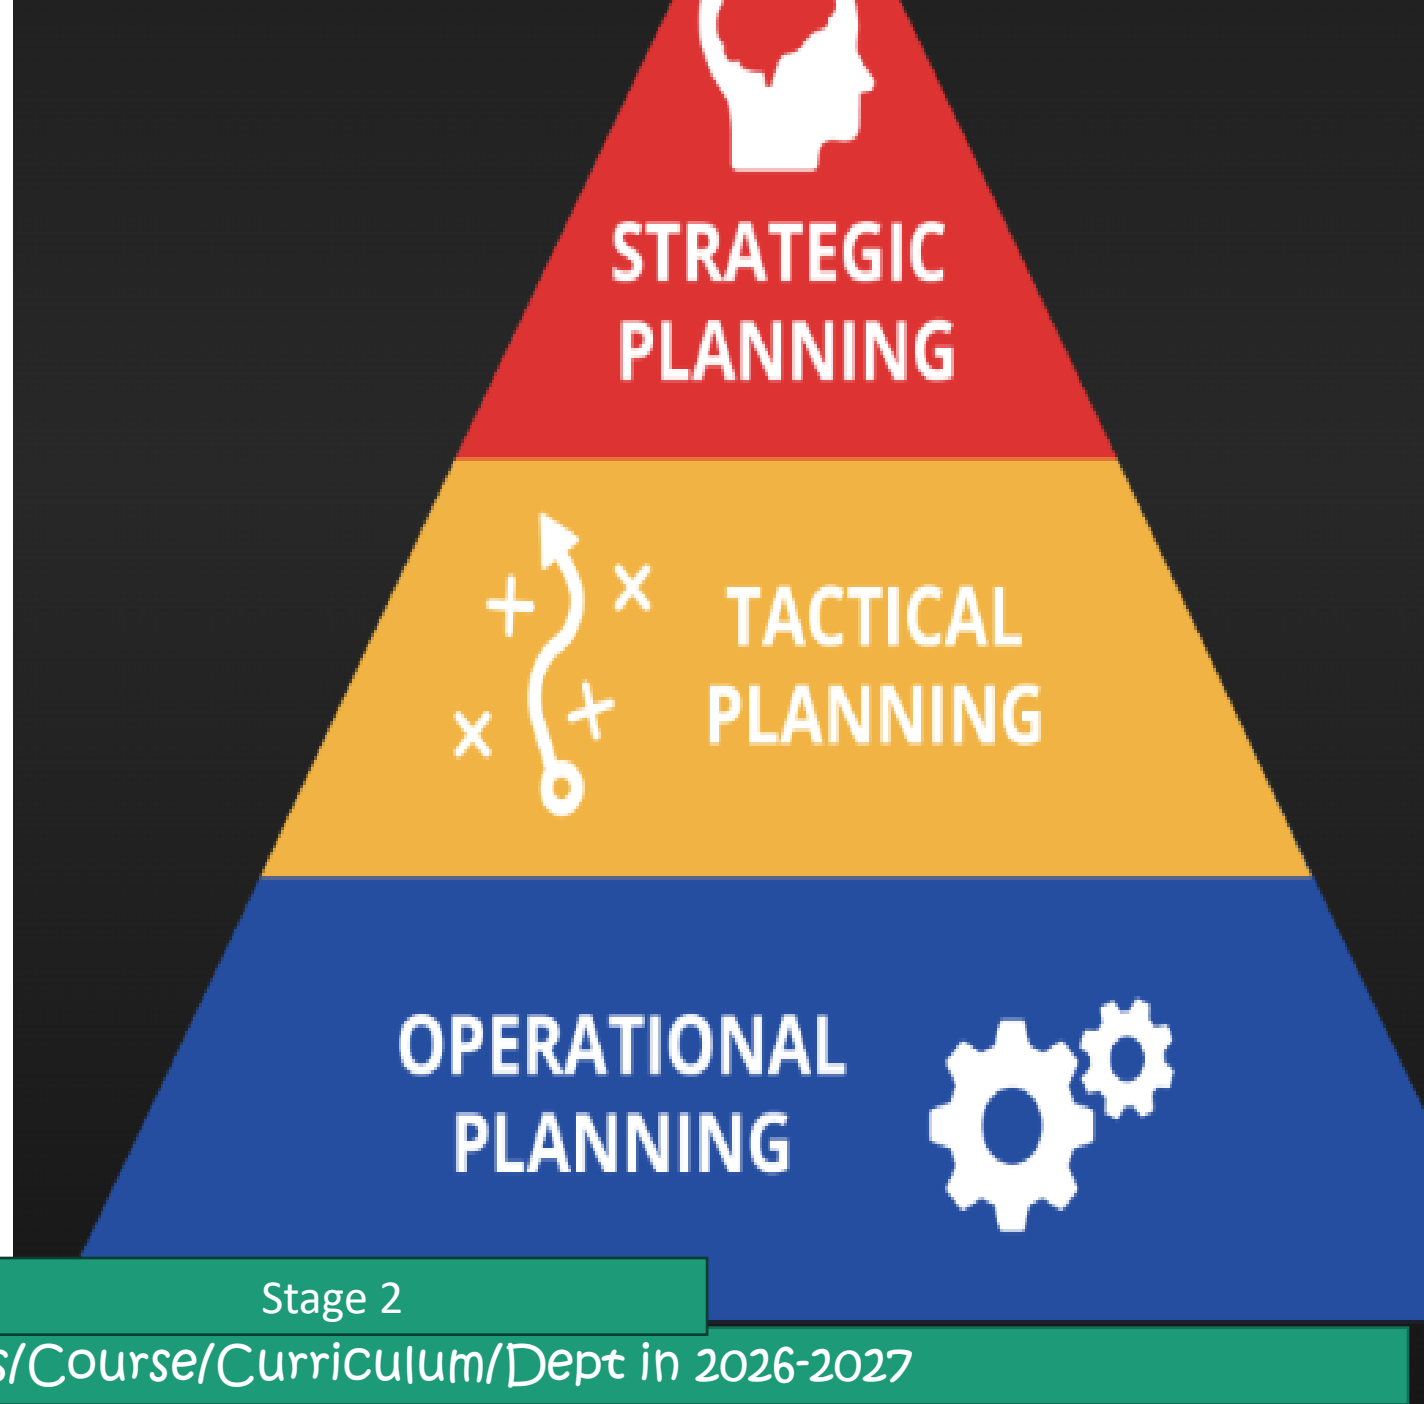 STRATEGIC
PLANNING
TACTICAL
PLANNING
OPERATIONAL
PLANNING
Stage 2
/Course/Curriculum/Dept in 2026-2027